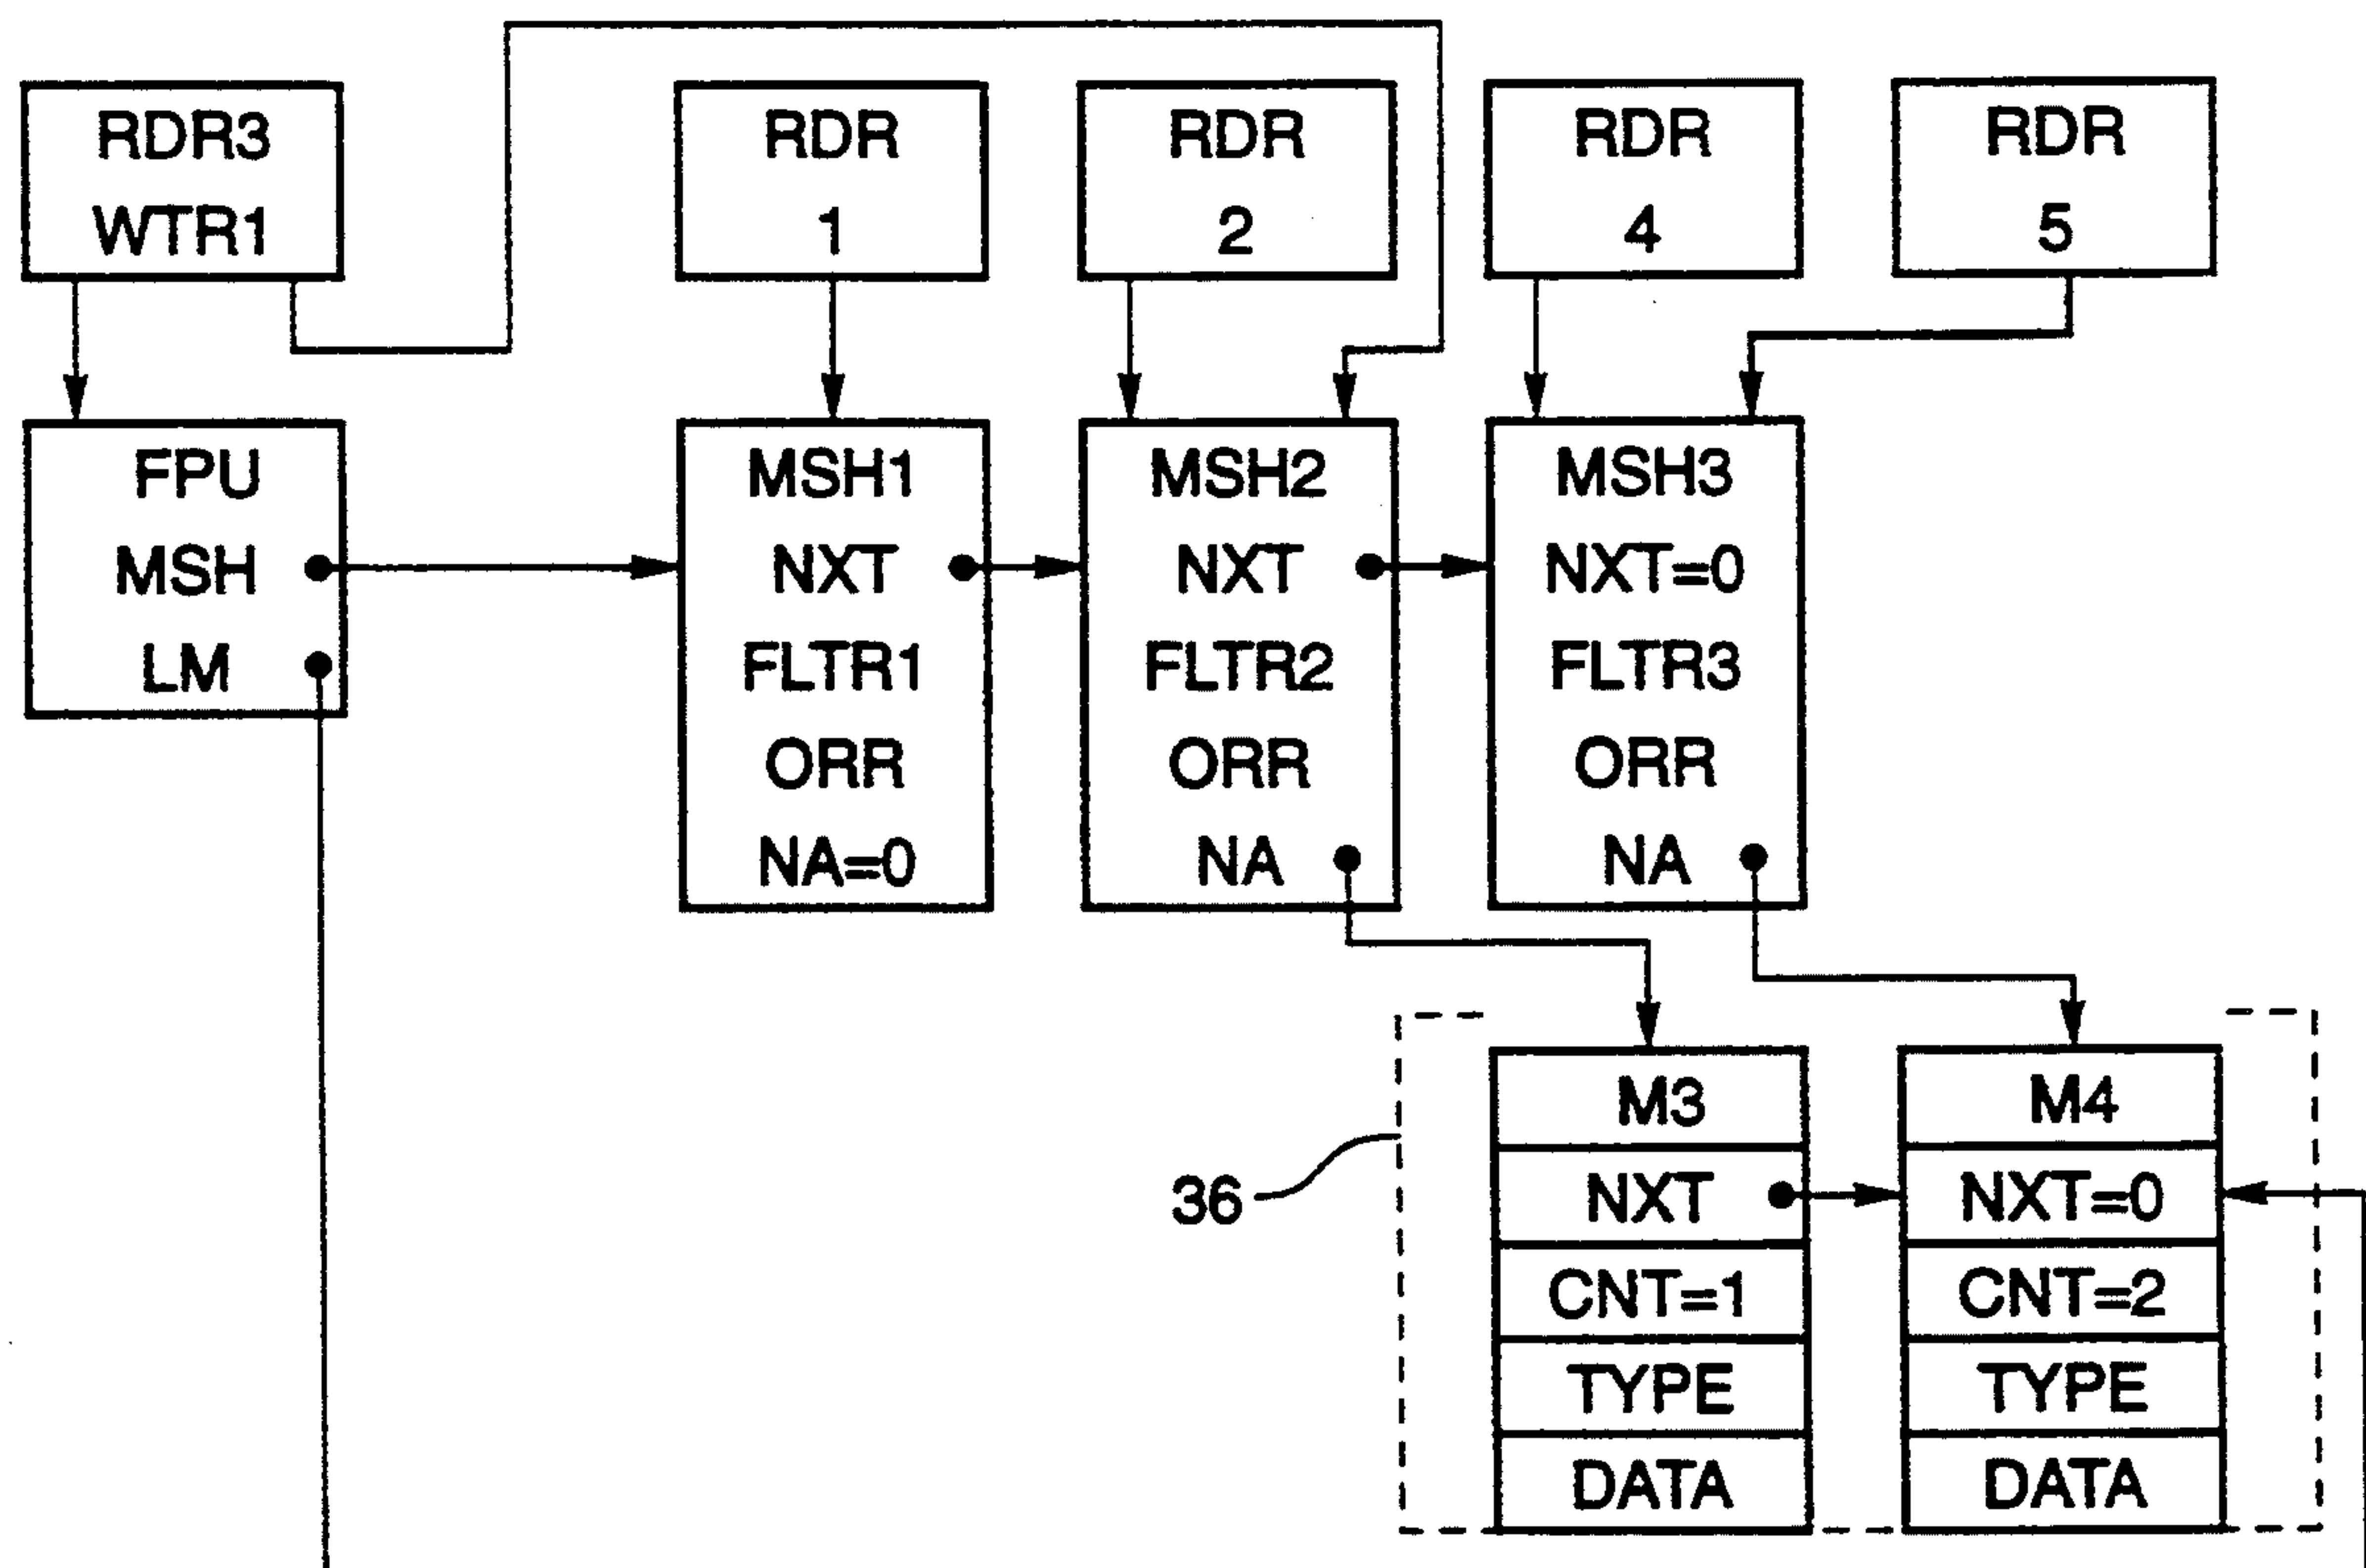 RDR3
WTR1
RDR
1
RDR
2
RDR
4
RDR
5
FPU
MSH
LM
MSH1
NXT
FLTR1
ORR
NA=0
MSH2
NXT
FLTR2
ORR
NA
MSH3
NXT=0
FLTR3
ORR
NA
36
M3
NXT
CNT=1
TYPE
DATA
M4
NXT=0
CNT=2
TYPE
DATA